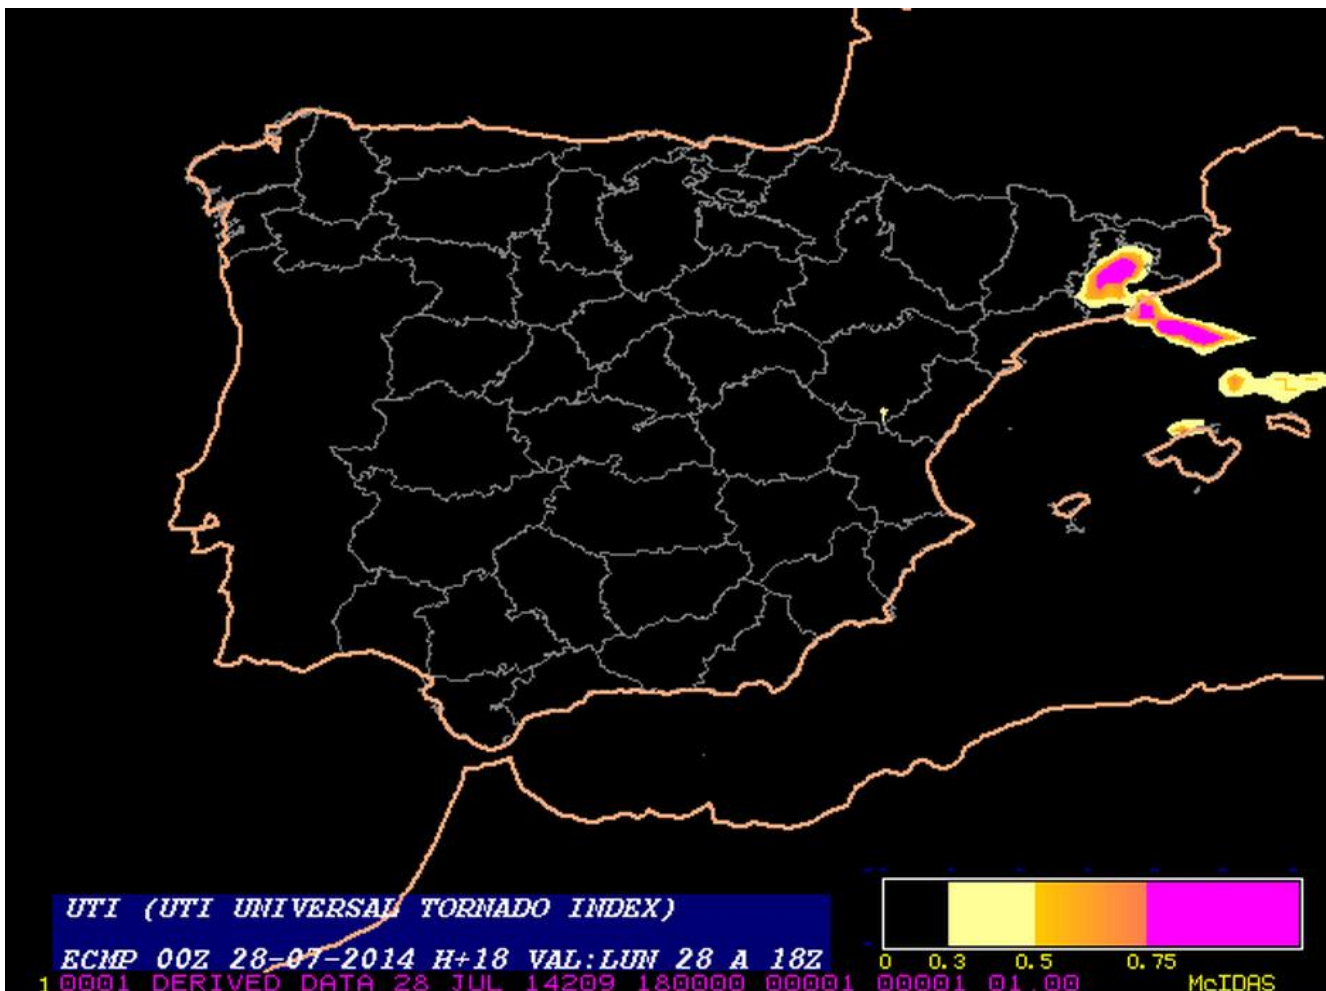 UTI (UTI UNIVERSAL TORNADO INDEX)
ECMP 00Z 28-07-2014 H+18 VAL:LUN 28 A 18Z
0 0.3 0.5 0.75
1 0001 DERIVED DATA 28 JUL 14209 180000 00001 00001 01.00 McIDAS